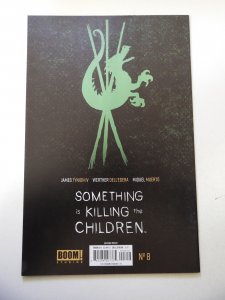 JAMES TYNION IV WERTHER DELL'EDERA MIQUEL MUERTO
SOMETHING
is KILLING the
CHILDREN.
BOOM!
STUDIOS
Nº 8